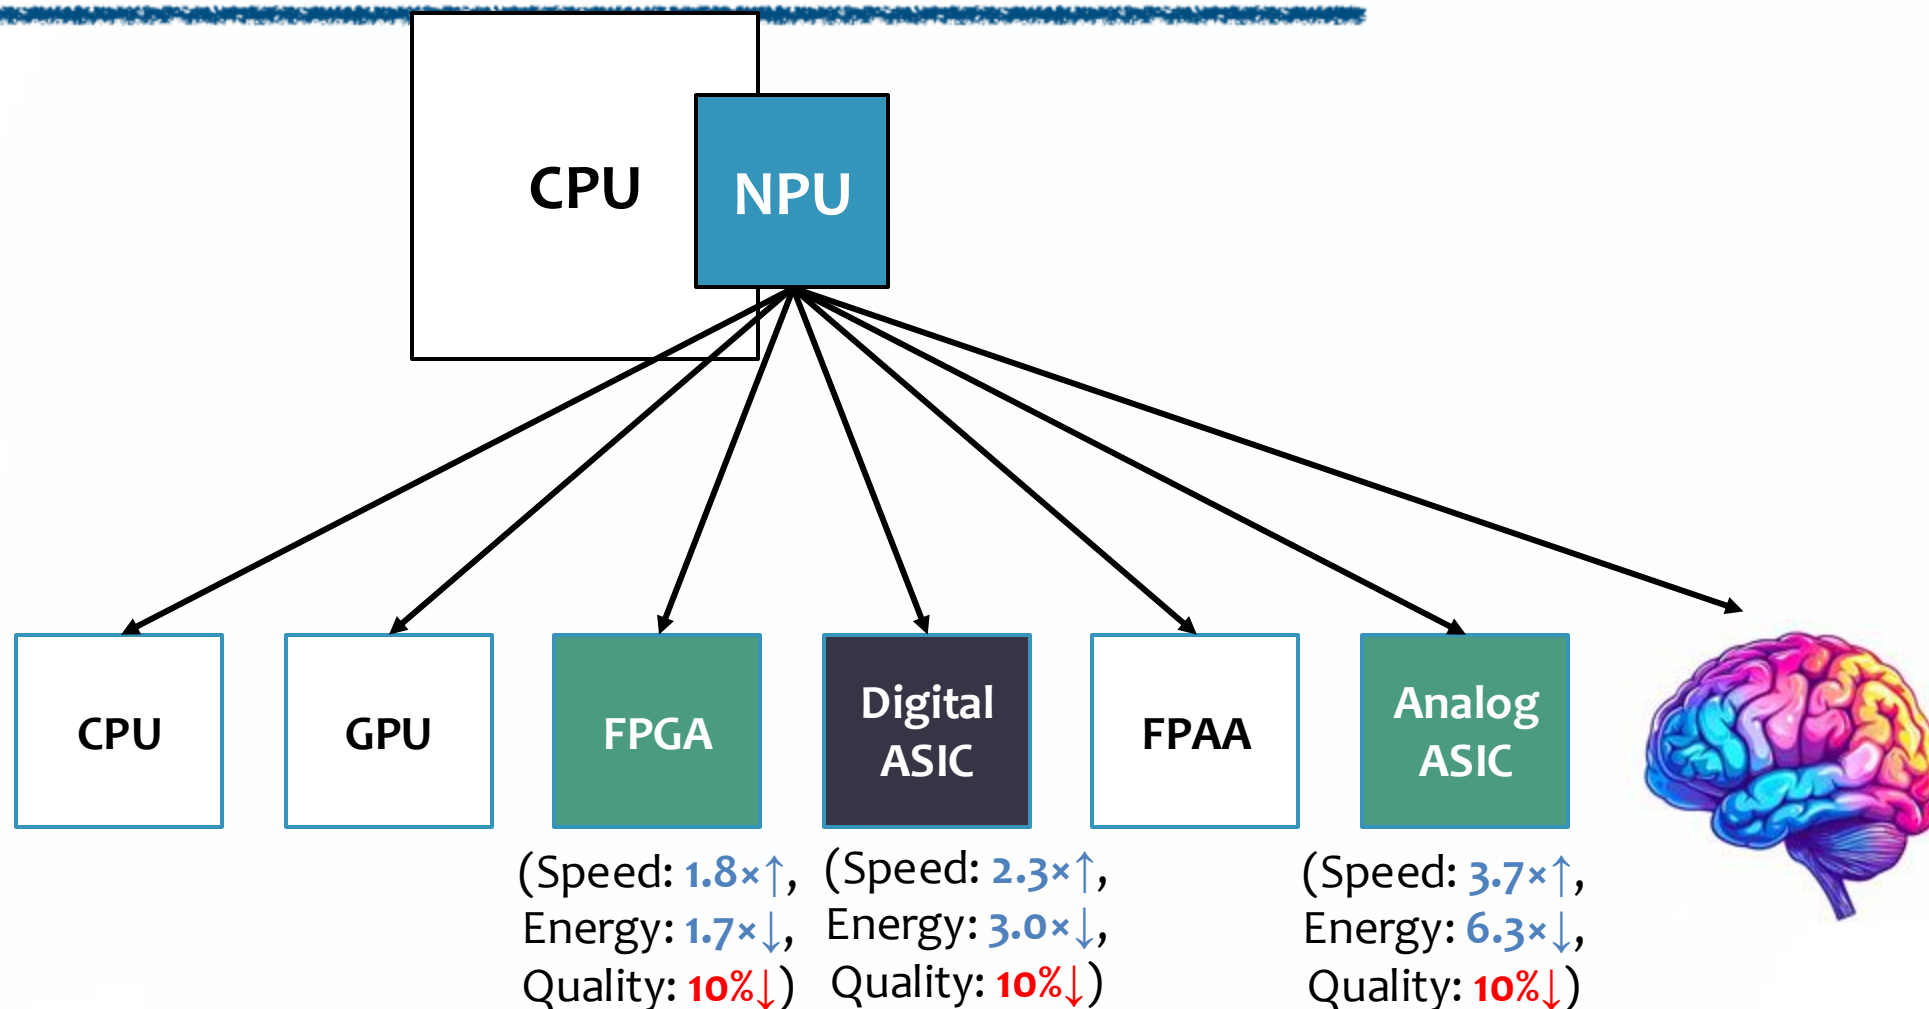 CPU
NPU
CPU
GPU
FPGA
Digital
ASIC
FPAA
Analog
ASIC
(Speed: 1.8×↑,
Energy: 1.7×↓,
Quality: 10%↓)
(Speed: 2.3×↑,
Energy: 3.0×↓,
Quality: 10%↓)
(Speed: 3.7×↑,
Energy: 6.3×↓,
Quality: 10%↓)